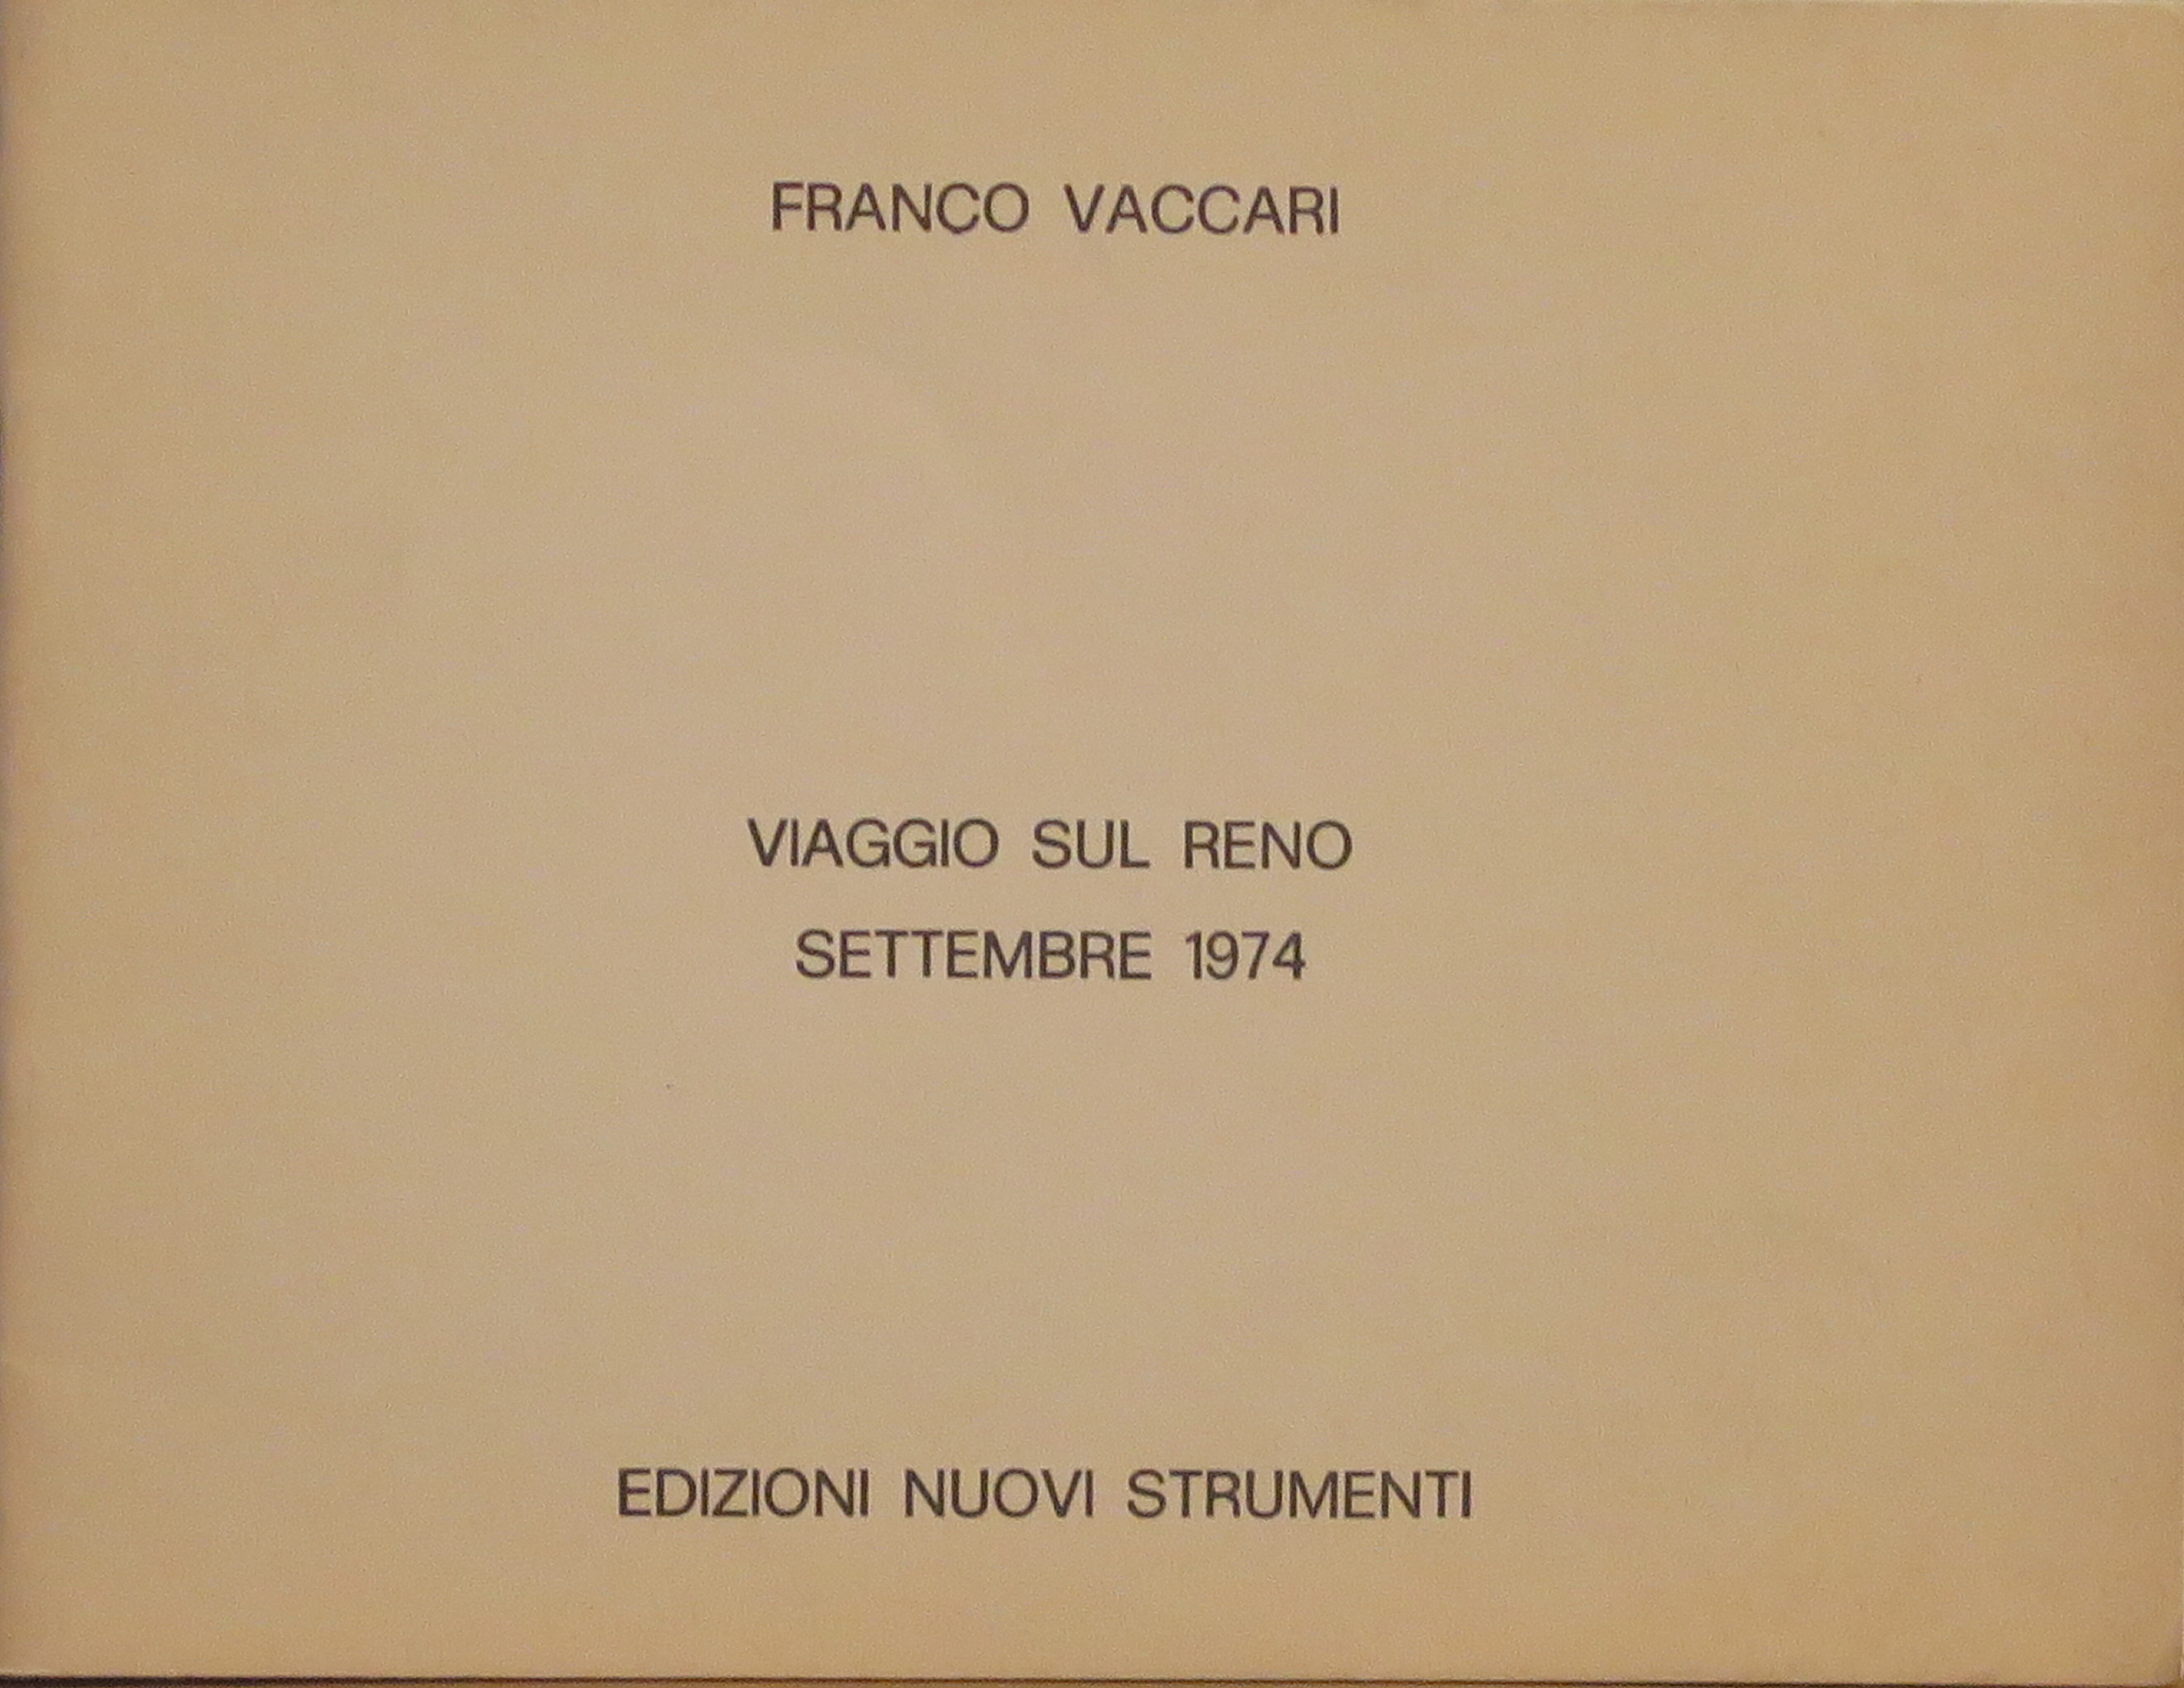 FRANCO VACCARI
VIAGGIO SUL RENO
SETTEMBRE 1974
EDIZIONI NUOVI STRUMENTI